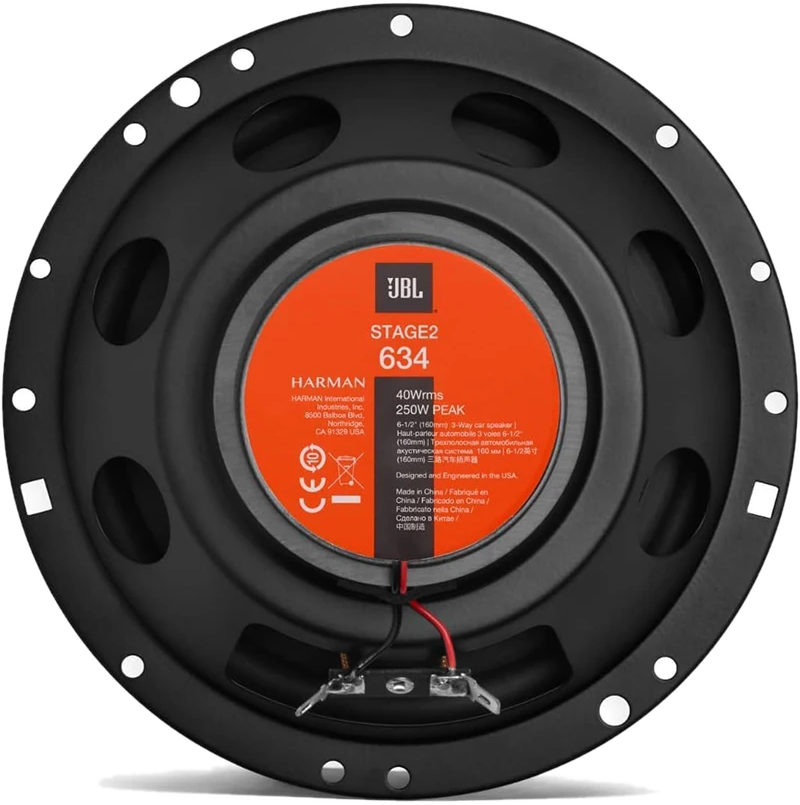 JBL
STAGE2
634
HARMAN
HARMAN International
Industries, Inc.
8500 Balboa Blvd,
Northridge,
CA 91329 USA
40Wrms
250W PEAK
6-1/2" (160mm) 3-Way car speaker |
Haut-parleur automobile 3 voies 6-1/2"
(160mm) | Трехполосная автомобильная
акустическая система 160 мм | 6-1/2英寸
(160mm) 三路汽车扬声器
Designed and Engineered in the USA.
Made in China / Fabriqué en
China / Fabricado en China /
Fabbricato nella China /
Сделано в Китае /
中国制造
10
CE